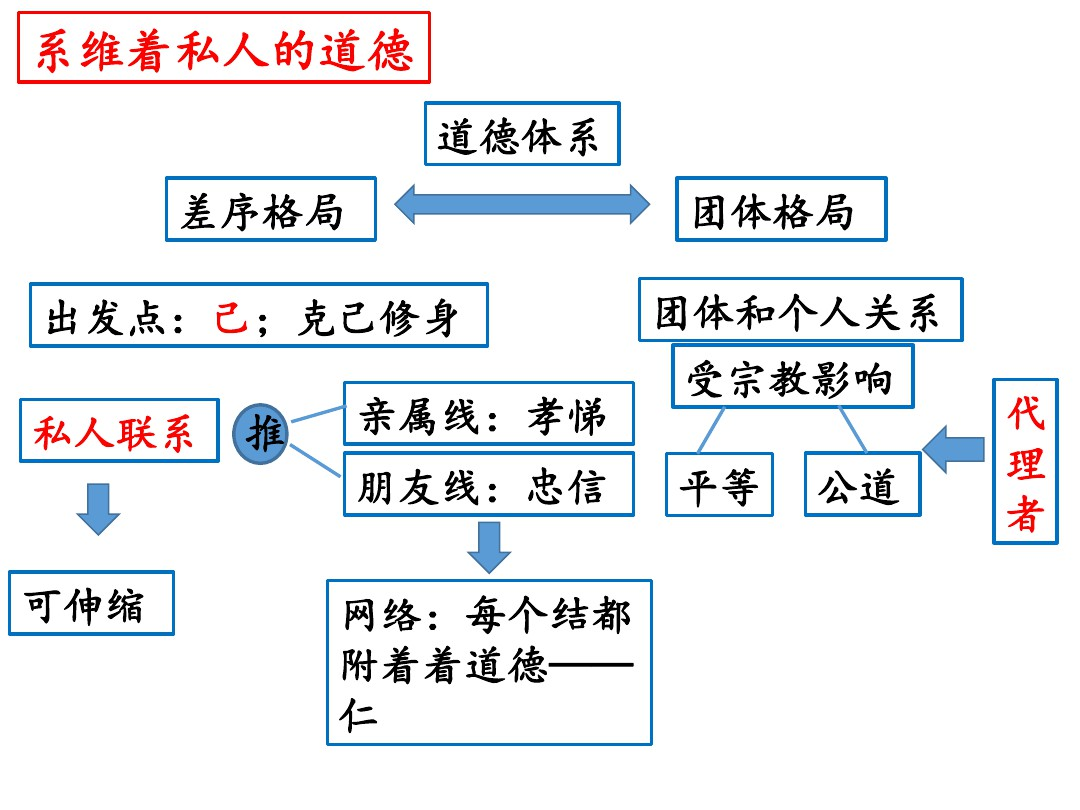 系维着私人的道德
道德体系
差序格局
团体格局
出发点：己；克己修身
团体和个人关系
受宗教影响
私人联系
推
亲属线：孝悌
朋友线：忠信
平等
公道
代
理
者
可伸缩
网络：每个结都
附着着道德——
仁